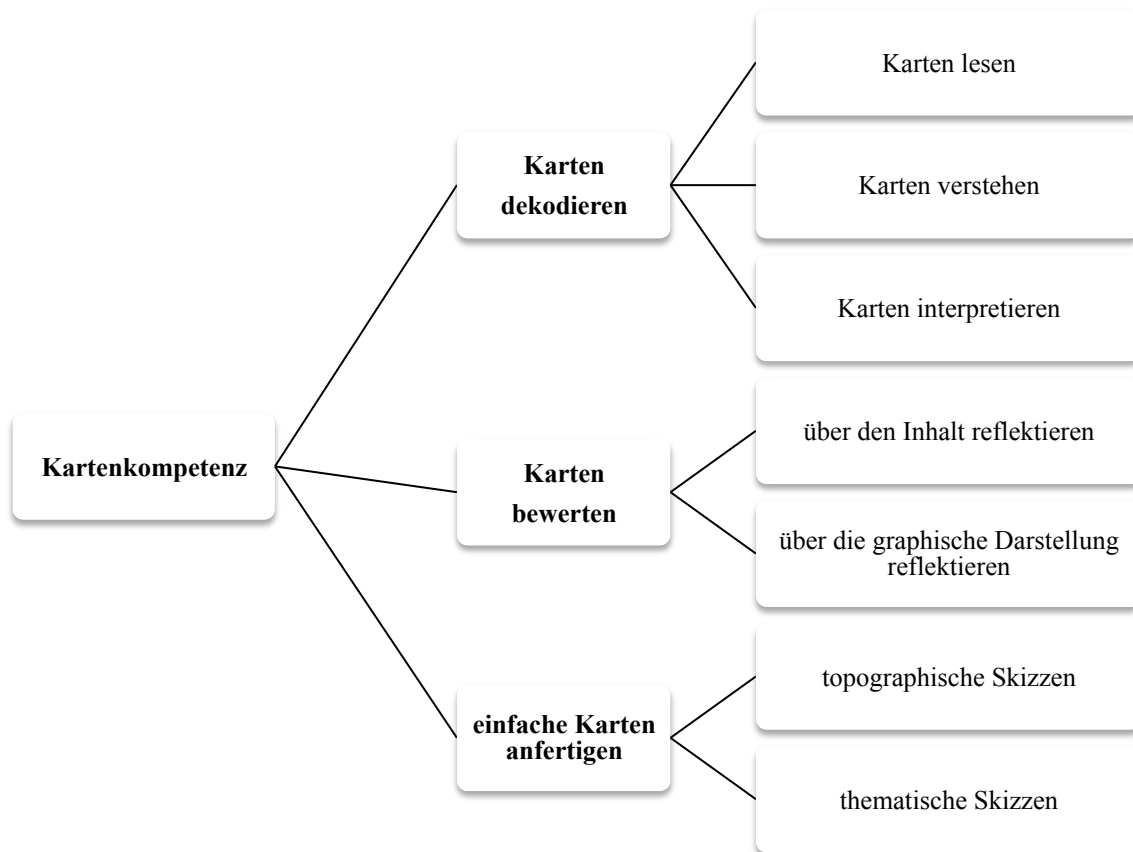 Kartenkompetenz
Karten
dekodieren
Karten lesen
Karten verstehen
Karten interpretieren
Karten
bewerten
über den Inhalt reflektieren
über die graphische Darstellung
reflektieren
einfache Karten
anfertigen
topographische Skizzen
thematische Skizzen